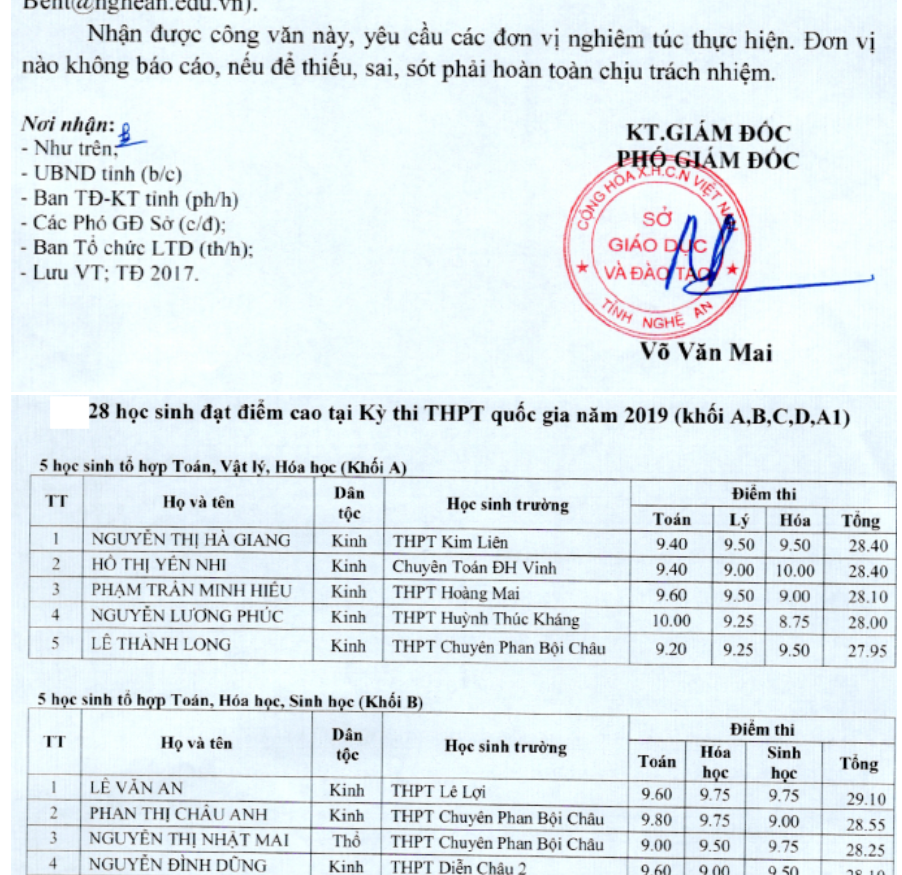 Bent@nghean.edu.vn).
Nhận được công văn này, yêu cầu các đơn vị nghiêm túc thực hiện. Đơn vị
nào không báo cáo, nếu để thiếu, sai, sót phải hoàn toàn chịu trách nhiệm.
Nơi nhận:
- Như trên;
- UBND tỉnh (b/c)
- Ban TĐ-KT tỉnh (ph/h)
- Các Phó GĐ Sở (c/đ);
- Ban Tổ chức LTD (th/h);
- Lưu VT; TĐ 2017.
KT.GIÁM ĐỐC
PHÓ GIÁM ĐỐC
CỘNG HÒA X.H.C.N VIỆT NAM
SỞ
GIÁO DỤC
VÀ ĐÀO TẠO
TỈNH NGHỆ AN
Võ Văn Mai
28 học sinh đạt điểm cao tại Kỳ thi THPT quốc gia năm 2019 (khối A,B,C,D,A1)
5 học sinh tổ hợp Toán, Vật lý, Hóa học (Khối A)
TT Họ và tên Dân tộc Học sinh trường Điểm thi
Toán Lý Hóa Tổng
1 NGUYỄN THỊ HÀ GIANG Kinh THPT Kim Liên 9.40 9.50 9.50 28.40
2 HỒ THỊ YẾN NHI Kinh Chuyên Toán ĐH Vinh 9.40 9.00 10.00 28.40
3 PHẠM TRẦN MINH HIẾU Kinh THPT Hoàng Mai 9.60 9.50 9.00 28.10
4 NGUYỄN LƯƠNG PHÚC Kinh THPT Huỳnh Thúc Kháng 10.00 9.25 8.75 28.00
5 LÊ THÀNH LONG Kinh THPT Chuyên Phan Bội Châu 9.20 9.25 9.50 27.95
5 học sinh tổ hợp Toán, Hóa học, Sinh học (Khối B)
TT Họ và tên Dân tộc Học sinh trường Điểm thi
Toán Hóa học Sinh học Tổng
1 LÊ VĂN AN Kinh THPT Lê Lợi 9.60 9.75 9.75 29.10
2 PHAN THỊ CHÂU ANH Kinh THPT Chuyên Phan Bội Châu 9.80 9.75 9.00 28.55
3 NGUYỄN THỊ NHẬT MAI Thổ THPT Chuyên Phan Bội Châu 9.00 9.50 9.75 28.25
4 NGUYỄN ĐÌNH DŨNG Kinh THPT Diễn Châu 2 9.60 9.00 9.50 28.10